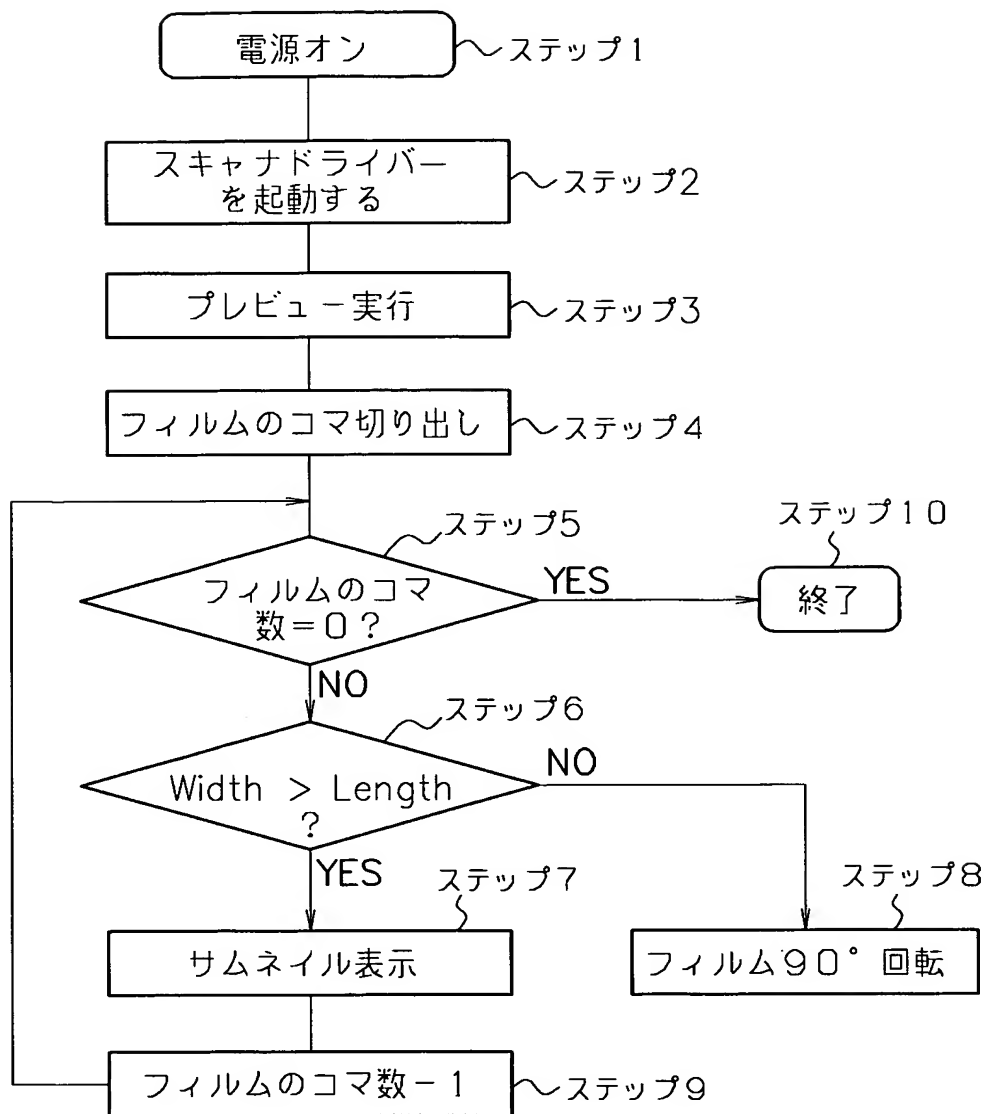 電源オン
ステップ1
スキャナドライバー
を起動する
ステップ2
プレビュー実行
ステップ3
フィルムのコマ切り出し
ステップ4
ステップ5
フィルムのコマ
数=0?
YES
ステップ10
終了
NO
ステップ6
Width > Length
?
NO
YES
ステップ7
サムネイル表示
ステップ8
フィルム90°回転
フィルムのコマ数-1
ステップ9